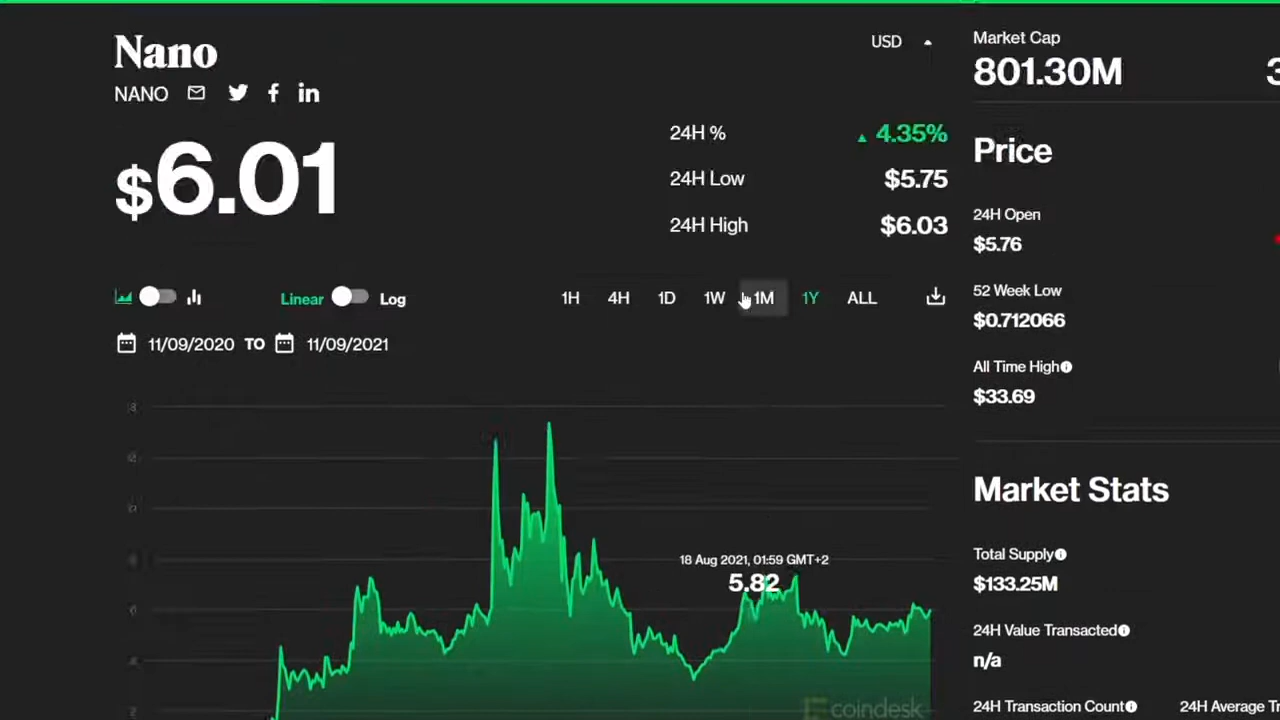 Nano
NANO
$6.01
USD
24H % 4.35%
24H Low $5.75
24H High $6.03
Linear Log
1H 4H 1D 1W 1M 1Y ALL
11/09/2020 TO 11/09/2021
18 Aug 2021, 01:59 GMT+2
5.82
coindesk
Market Cap
801.30M
Price
24H Open
$5.76
52 Week Low
$0.712066
All Time High
$33.69
Market Stats
Total Supply
$133.25M
24H Value Transacted
n/a
24H Transaction Count
24H Average